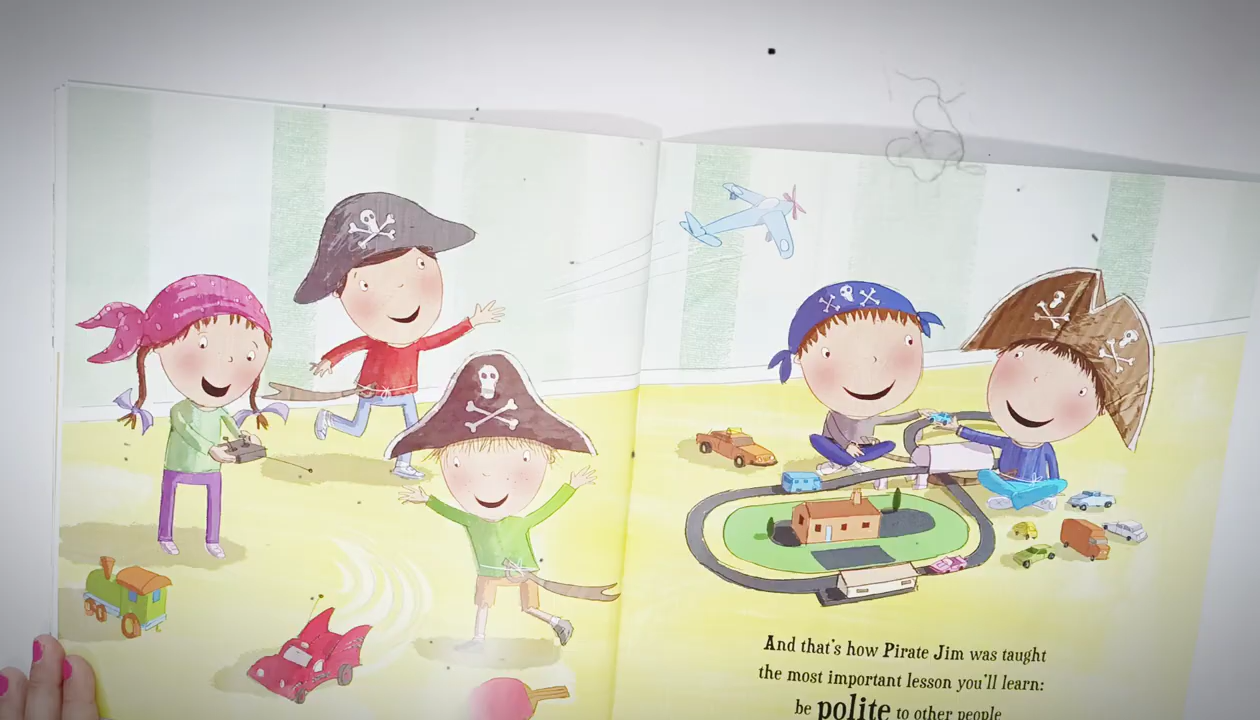 And that's how Pirate Jim was taught
the most important lesson you'll learn:
be polite to other people